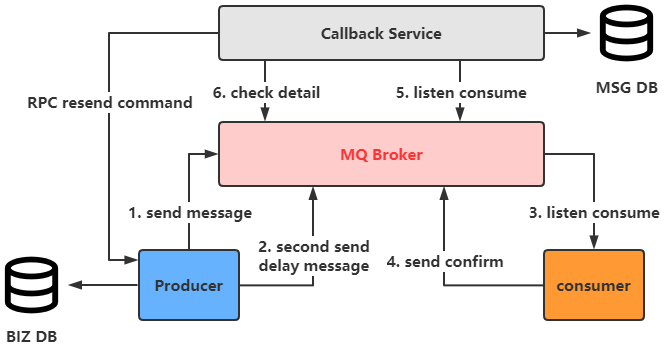 Callback Service
MSG DB
6. check detail
5. listen consume
RPC resend command
MQ Broker
1. send message
3. listen consume
2. second send
delay message
4. send confirm
Producer
consumer
BIZ DB